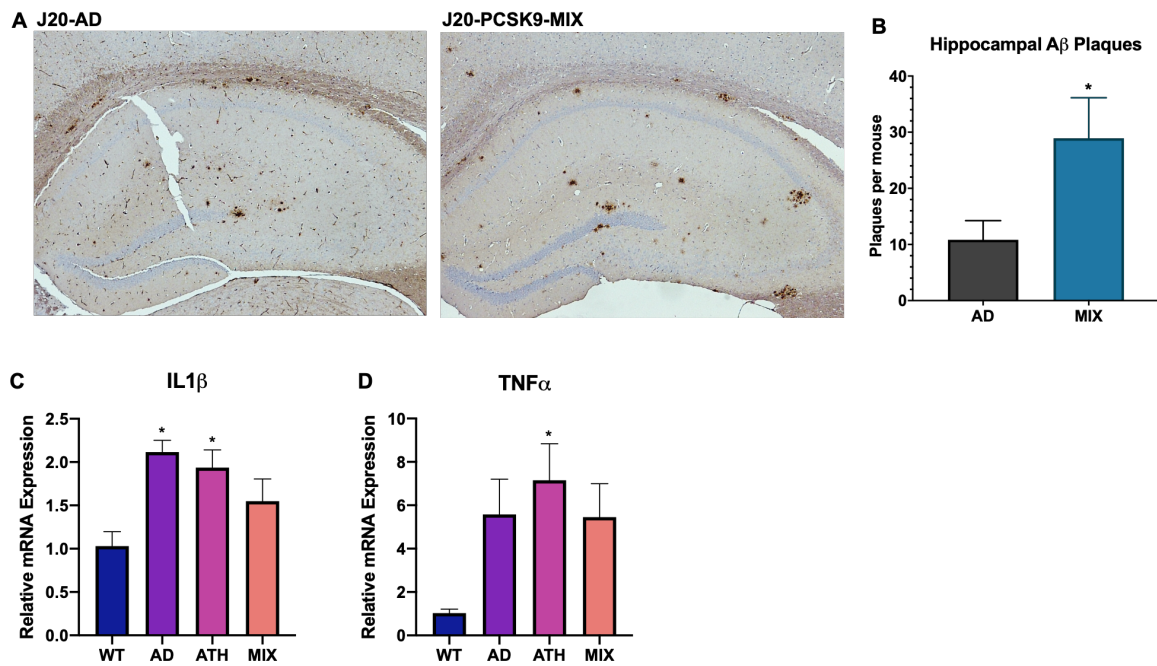 A
J20-AD
J20-PCSK9-MIX
B
Hippocampal Aβ Plaques
Plaques per mouse
40
30
20
10
0
*
AD
MIX
C
IL1β
Relative mRNA Expression
2.5
2.0
1.5
1.0
0.5
0.0
*
*
WT
AD
ATH
MIX
D
TNFα
Relative mRNA Expression
10
8
6
4
2
0
*
WT
AD
ATH
MIX